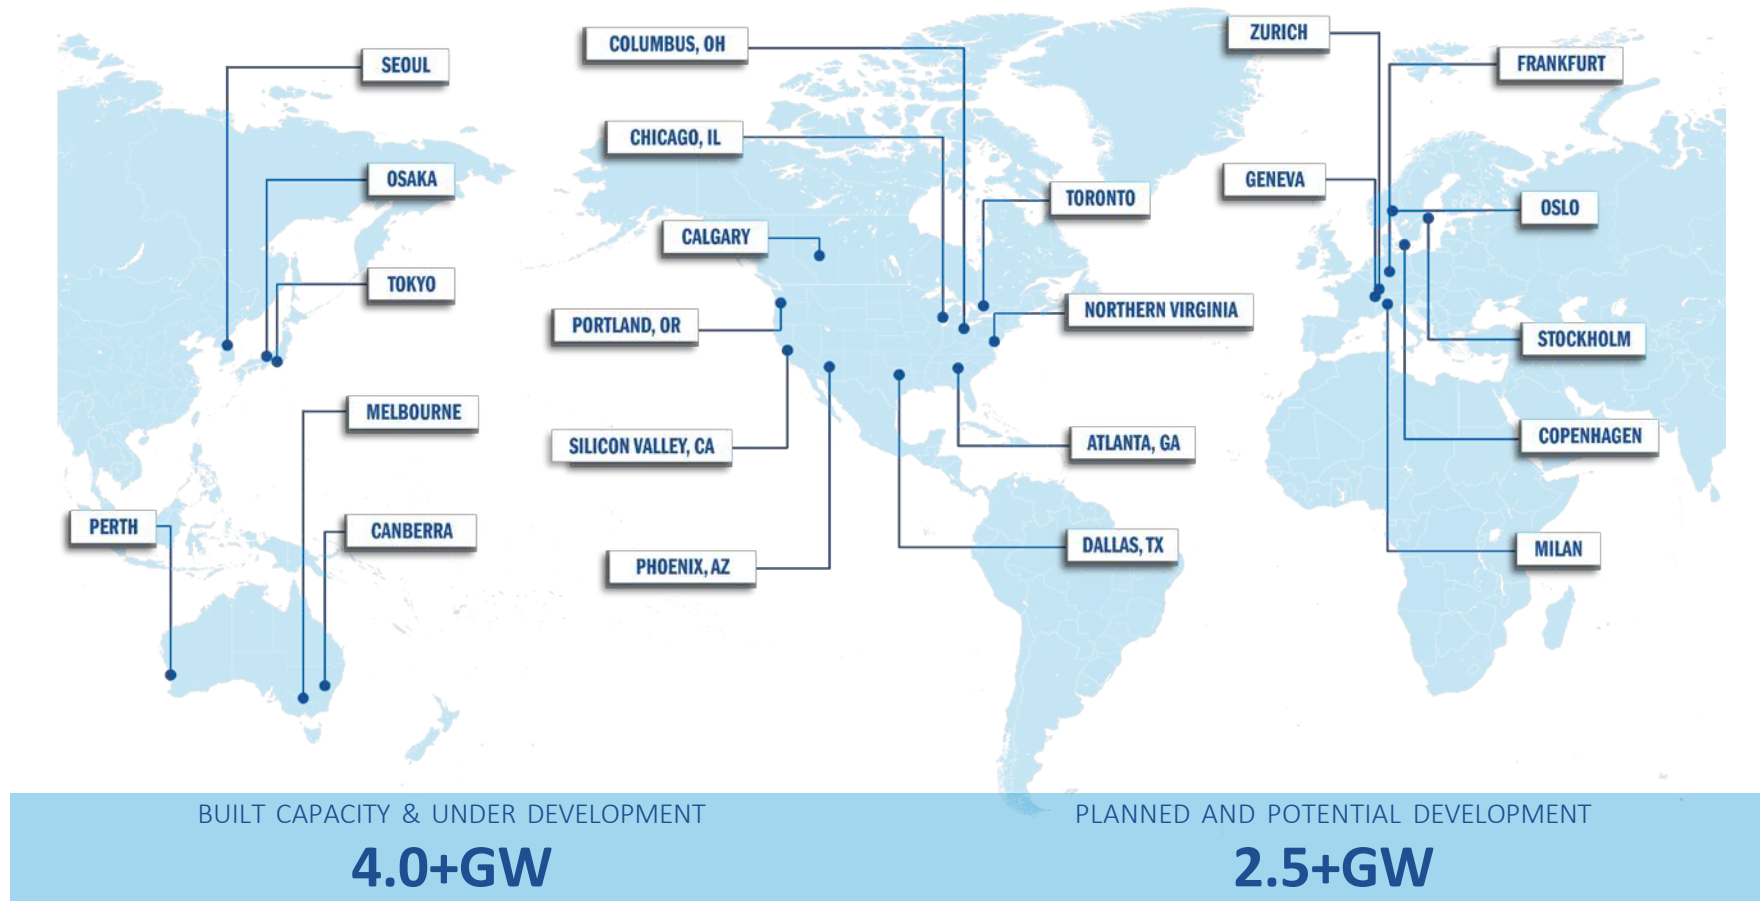 SEOUL
OSAKA
TOKYO
MELBOURNE
PERTH
CANBERRA
COLUMBUS, OH
CHICAGO, IL
TORONTO
CALGARY
PORTLAND, OR
NORTHERN VIRGINIA
SILICON VALLEY, CA
ATLANTA, GA
PHOENIX, AZ
DALLAS, TX
ZURICH
FRANKFURT
GENEVA
OSLO
STOCKHOLM
COPENHAGEN
MILAN
BUILT CAPACITY & UNDER DEVELOPMENT
4.0+GW
PLANNED AND POTENTIAL DEVELOPMENT
2.5+GW